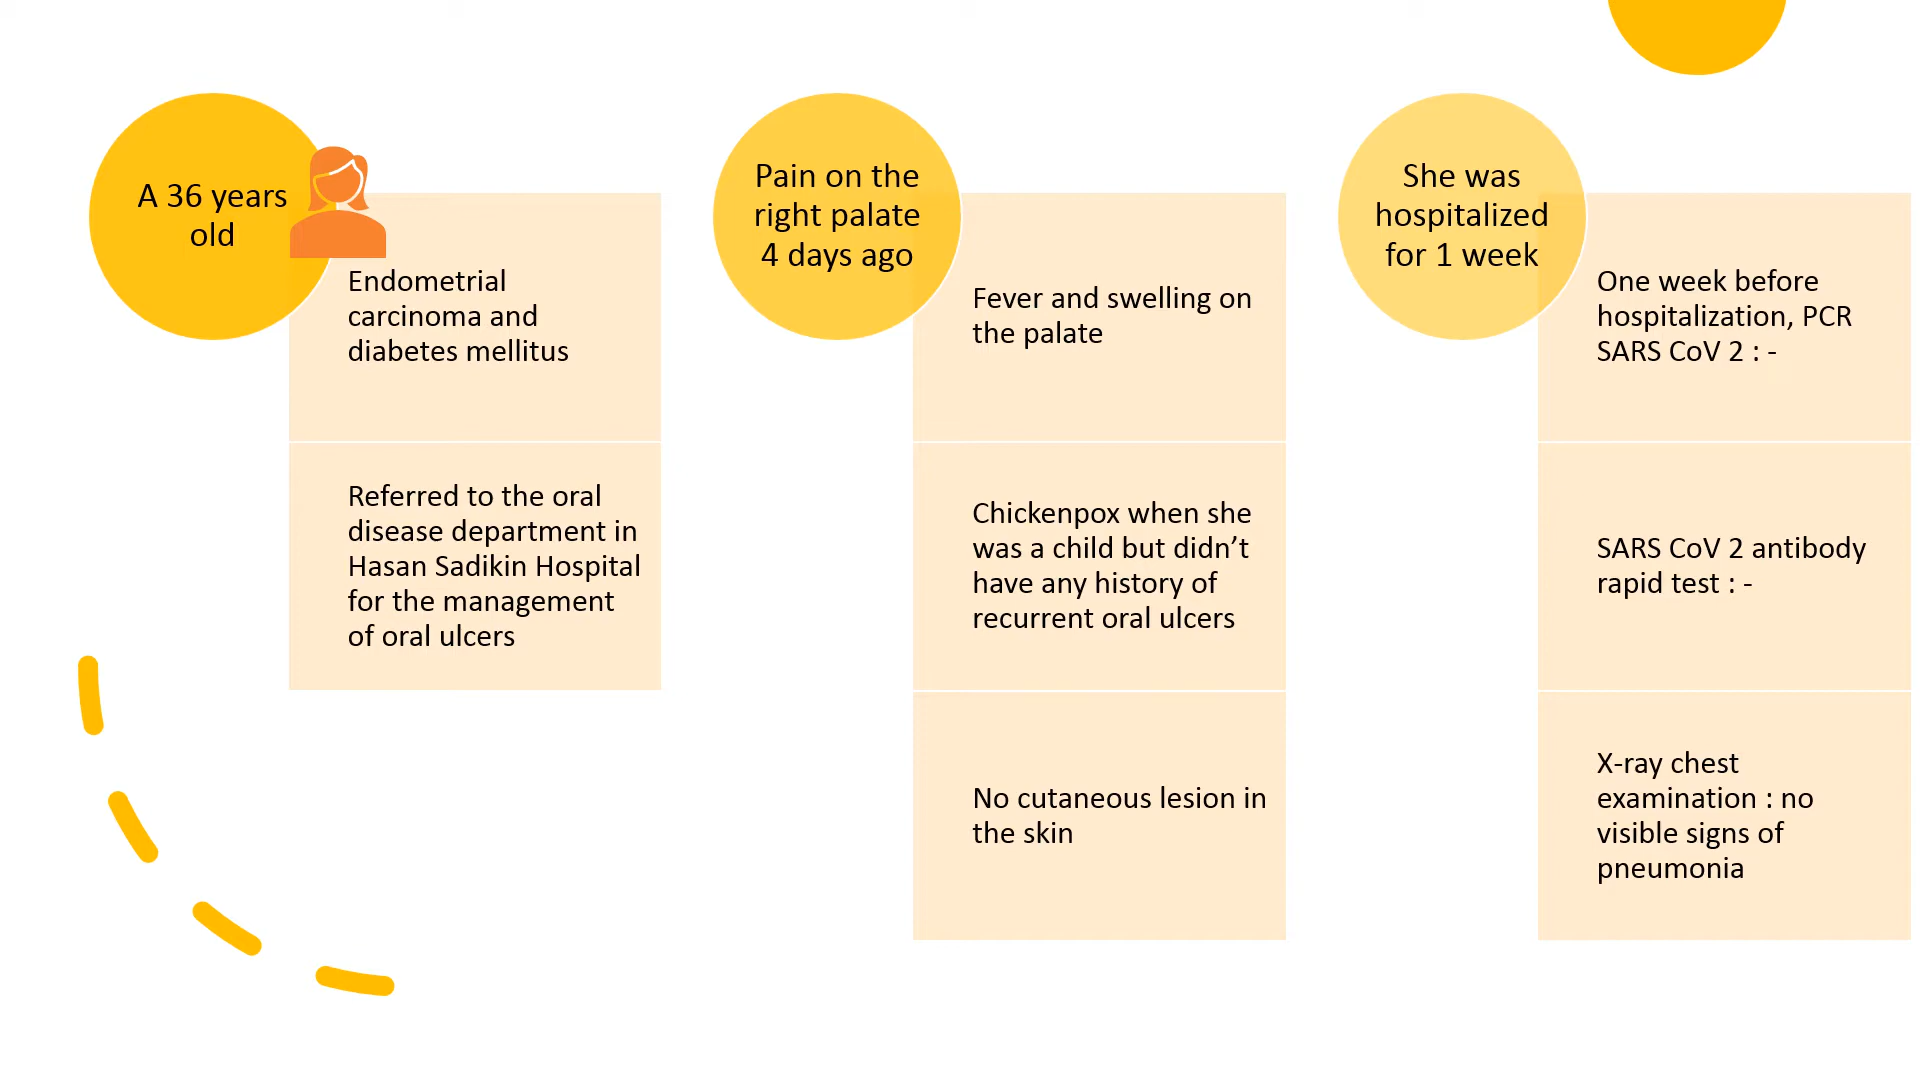 A 36 years
old
Endometrial
carcinoma and
diabetes mellitus
Referred to the oral
disease department in
Hasan Sadikin Hospital
for the management
of oral ulcers
Pain on the
right palate
4 days ago
Fever and swelling on
the palate
Chickenpox when she
was a child but didn’t
have any history of
recurrent oral ulcers
No cutaneous lesion in
the skin
She was
hospitalized
for 1 week
One week before
hospitalization, PCR
SARS CoV 2 : -
SARS CoV 2 antibody
rapid test : -
X-ray chest
examination : no
visible signs of
pneumonia